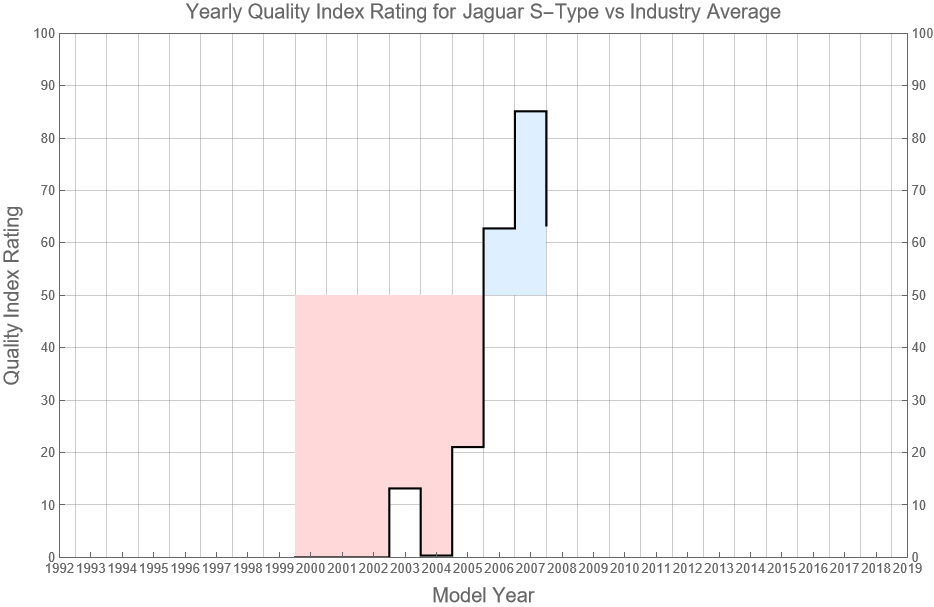 Yearly Quality Index Rating for Jaguar S−Type vs Industry Average
100 100
90 90
80 80
70 70
60 60
50 50
40 40
30 30
20 20
10 10
0 0
Quality Index Rating
1992 1993 1994 1995 1996 1997 1998 1999 2000 2001 2002 2003 2004 2005 2006 2007 2008 2009 2010 2011 2012 2013 2014 2015 2016 2017 2018 2019
Model Year